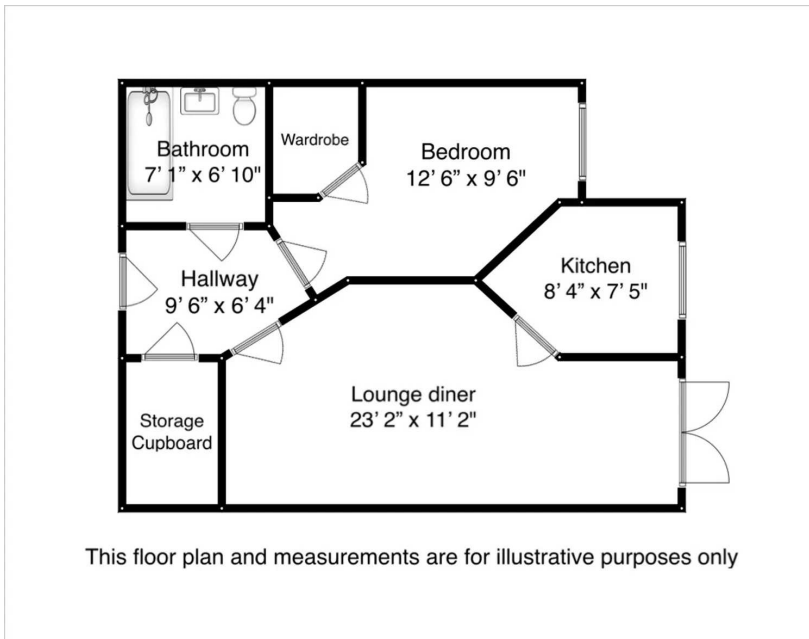 Bathroom
7’ 1” x 6’ 10"
Wardrobe
Bedroom
12’ 6” x 9’ 6"
Hallway
9’ 6” x 6’ 4"
Kitchen
8’ 4” x 7’ 5"
Storage
Cupboard
Lounge diner
23’ 2” x 11’ 2"
This floor plan and measurements are for illustrative purposes only